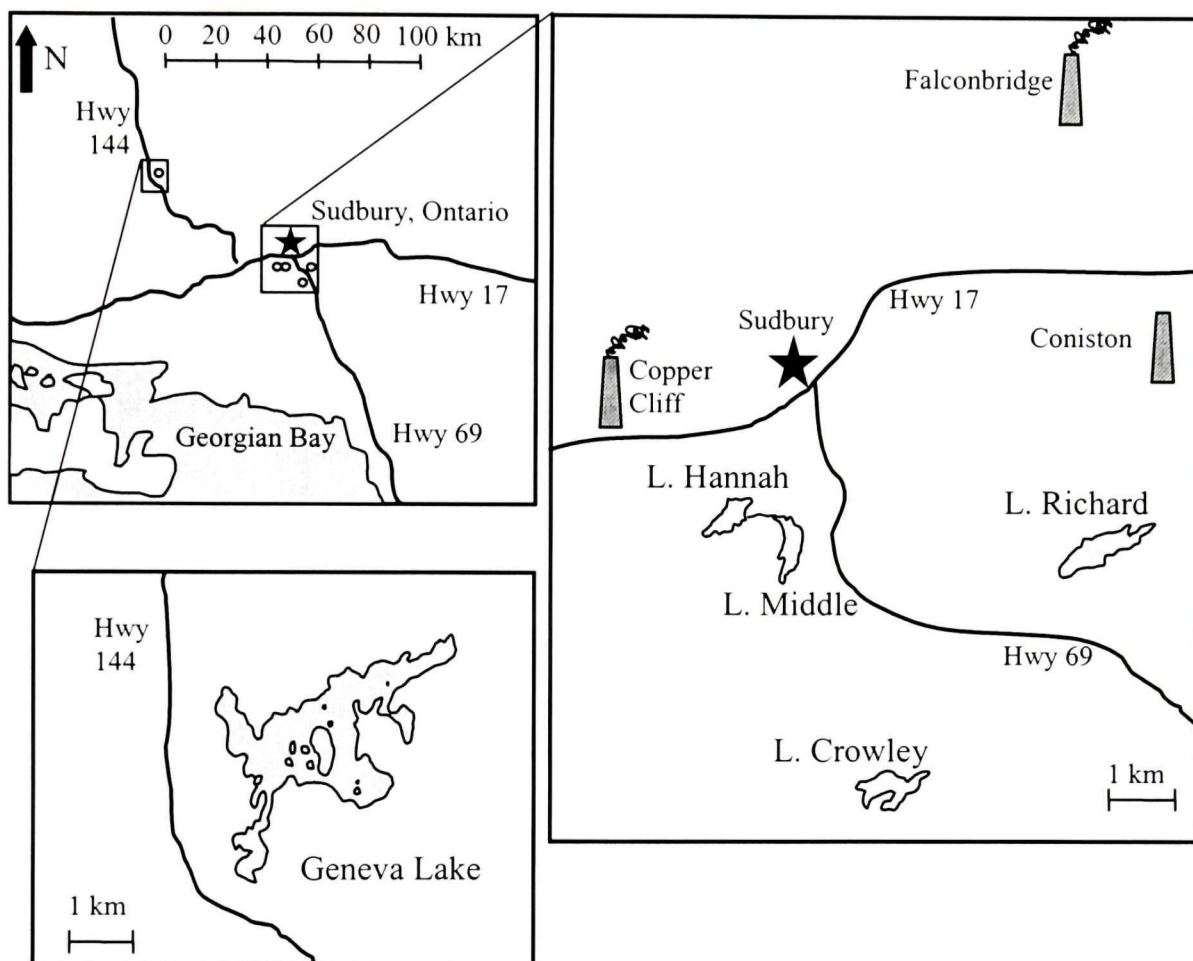 N
0 20 40 60 80 100 km
Hwy
144
Sudbury, Ontario
Hwy 17
Georgian Bay
Hwy 69
Falconbridge
Hwy 17
Sudbury
Coniston
Copper
Cliff
L. Hannah
L. Richard
L. Middle
Hwy 69
L. Crowley
1 km
Hwy
144
Geneva Lake
1 km